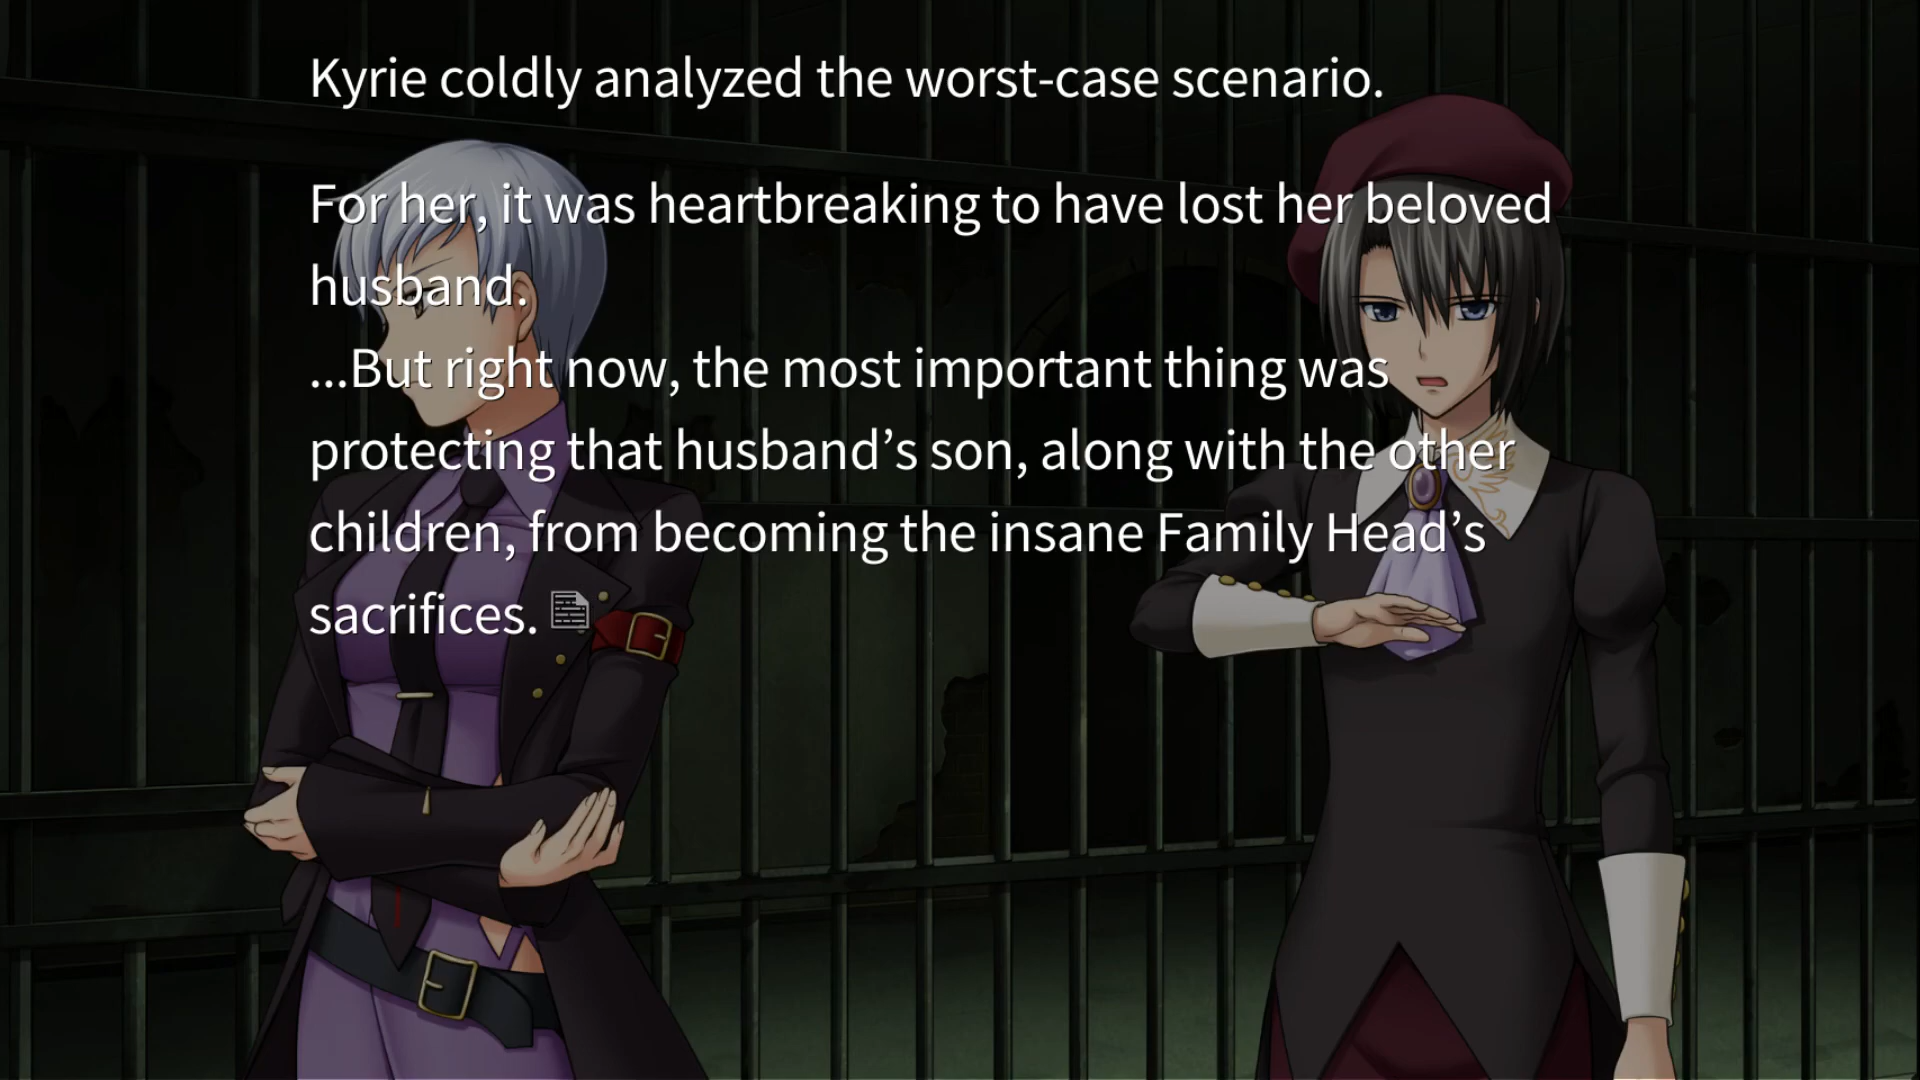 Kyrie coldly analyzed the worst-case scenario.
For her, it was heartbreaking to have lost her beloved
husband.
...But right now, the most important thing was
protecting that husband’s son, along with the other
children, from becoming the insane Family Head’s
sacrifices.